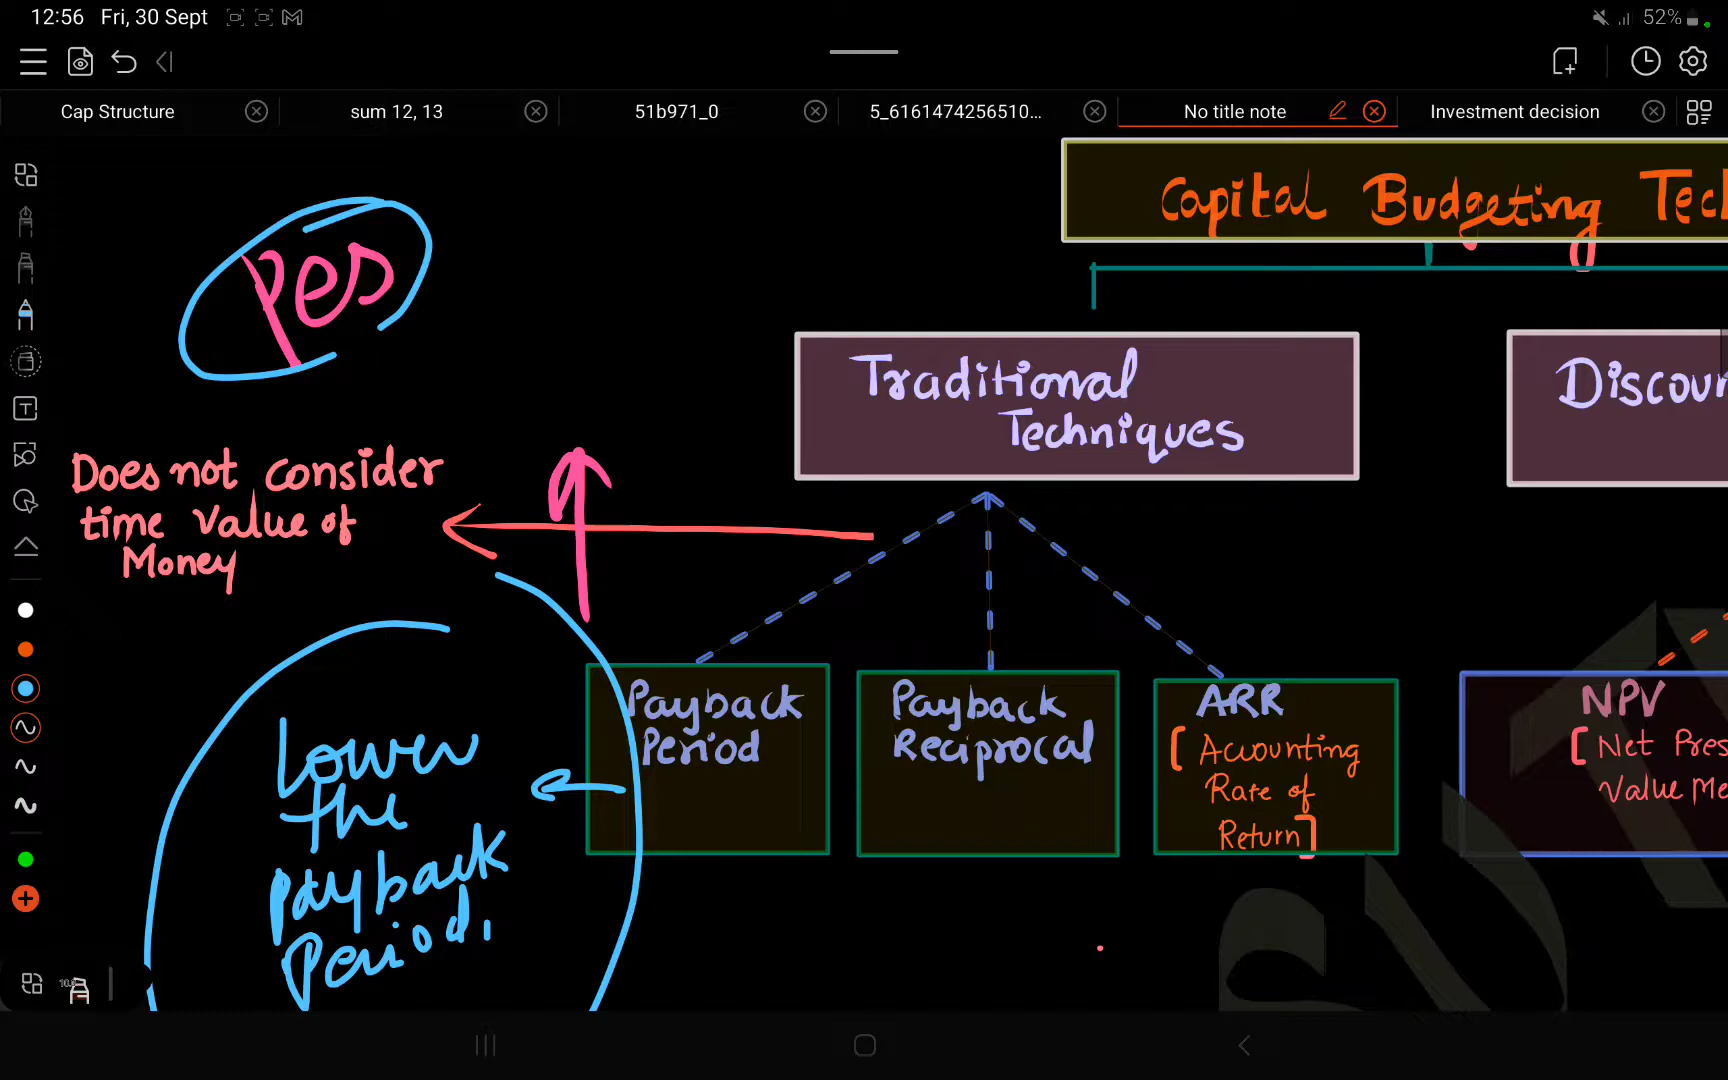 12:56 Fri, 30 Sept
52%
Cap Structure
sum 12, 13
51b971_0
5_6161474256510...
No title note
Investment decision
Capital Budgeting Tec
yes
Traditional
Techniques
Discoun
Does not consider
time value of
Money
Payback
Period
Payback
Reciprocal
ARR
[ Accounting
Rate of
Return ]
NPV
[ Net Pres
Value Me
Lower
the
payback
period.